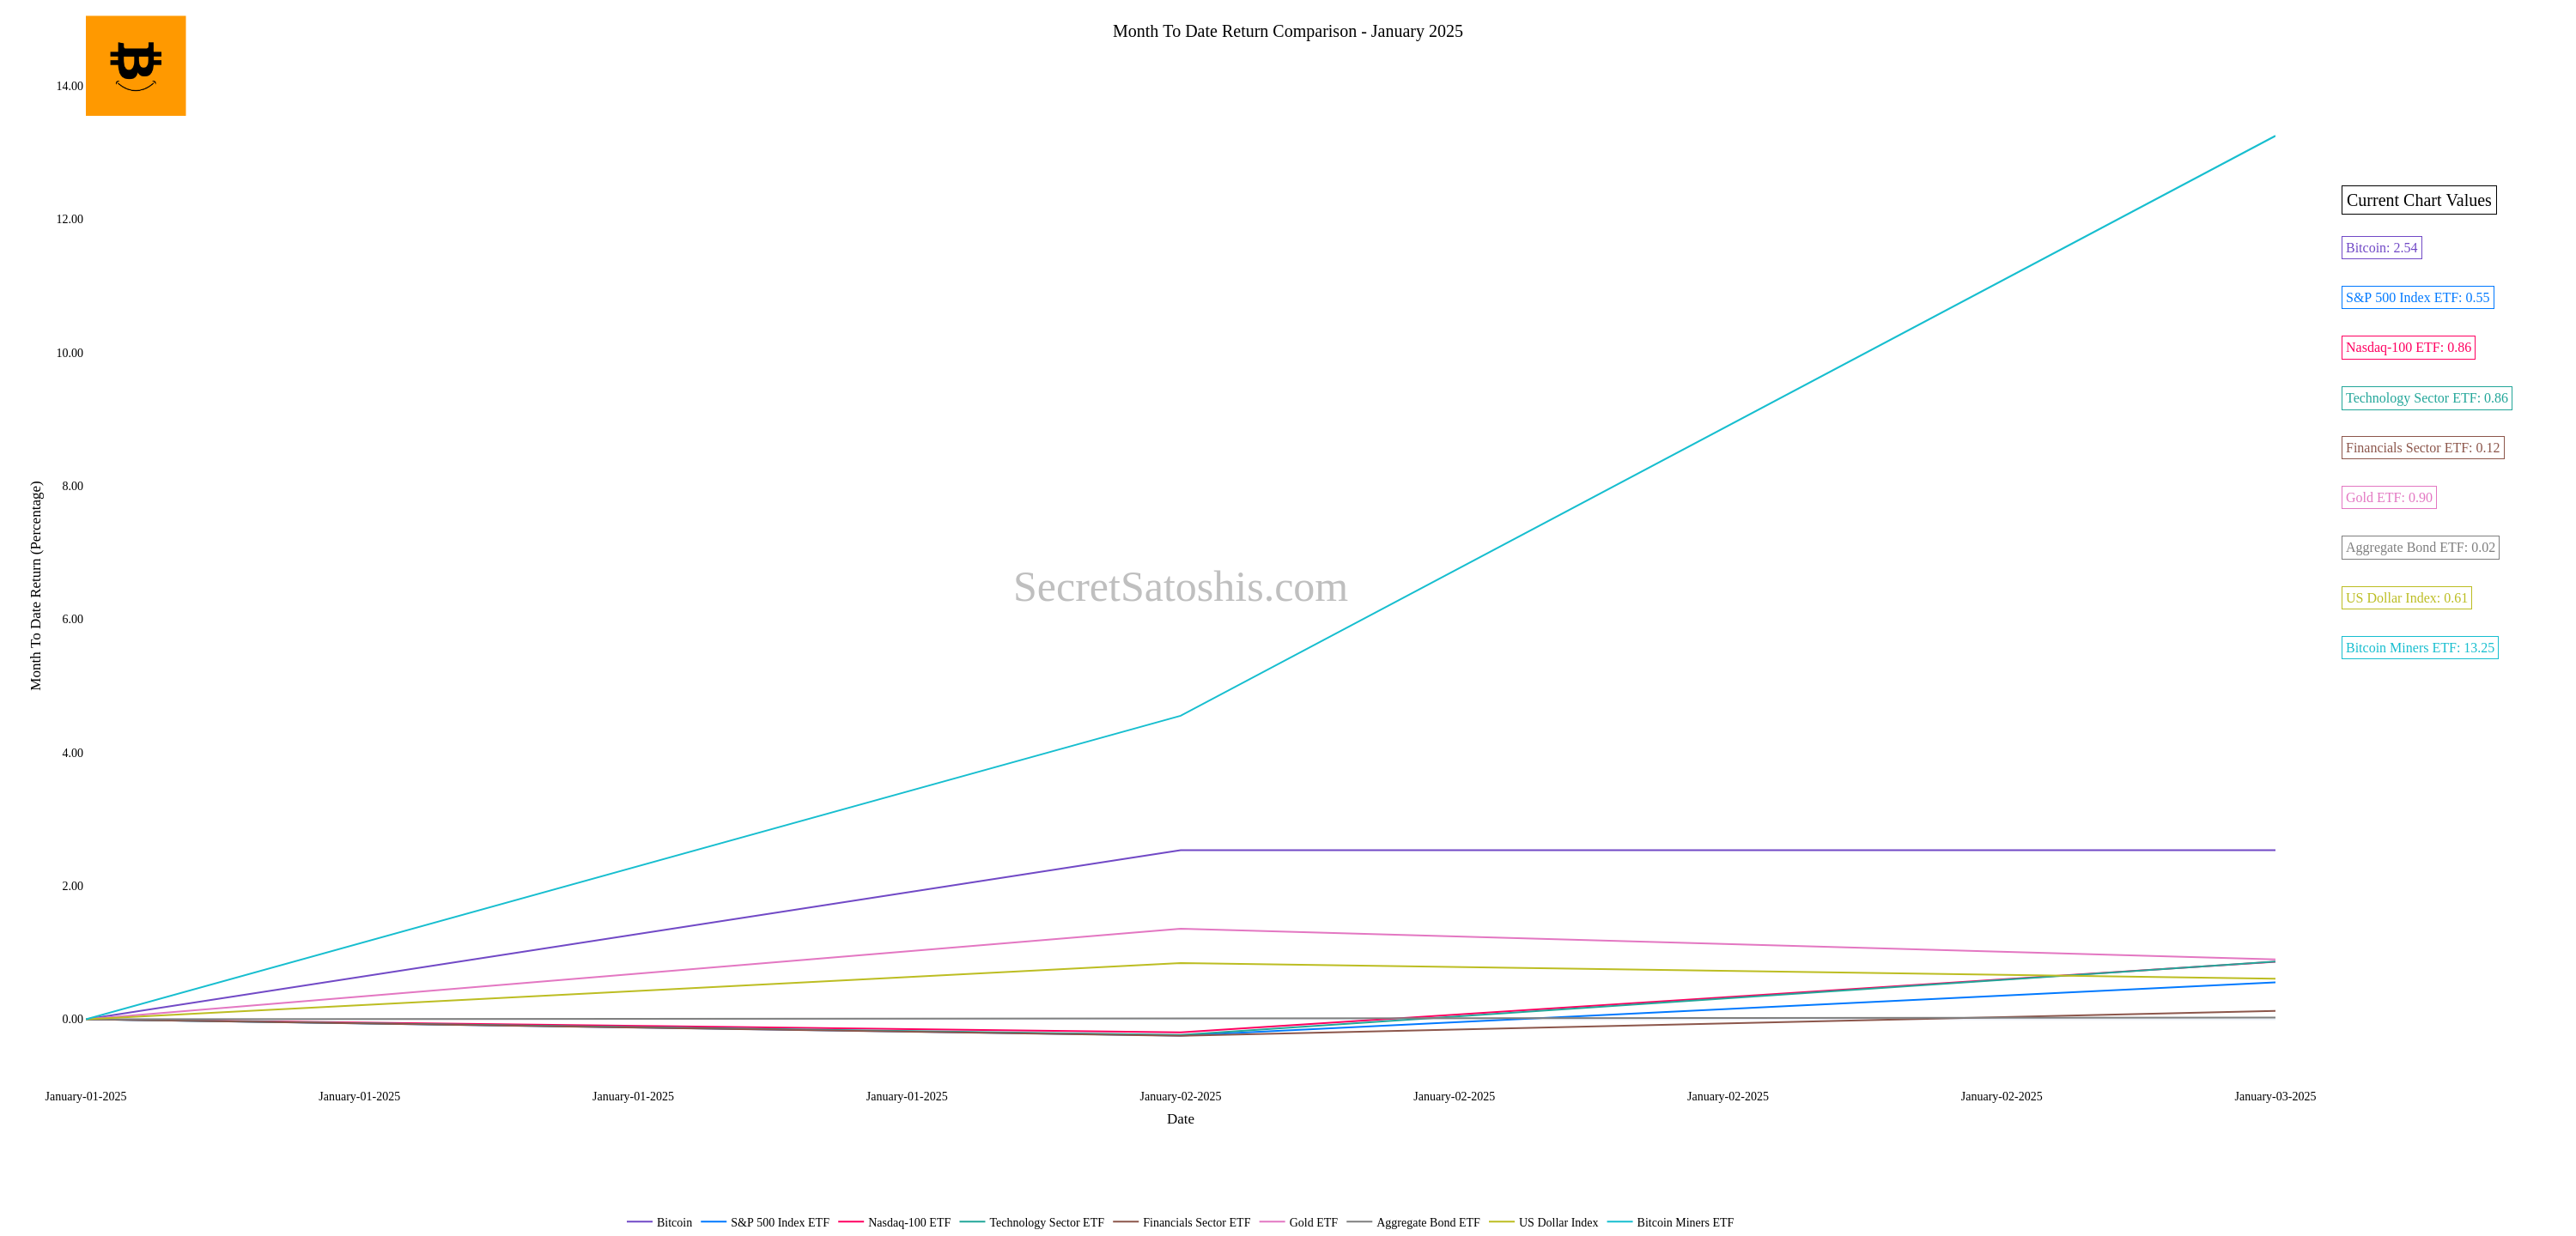 Month To Date Return Comparison - January 2025
14.00
12.00
10.00
8.00
6.00
4.00
2.00
0.00
Month To Date Return (Percentage)
SecretSatoshis.com
Current Chart Values
Bitcoin: 2.54
S&P 500 Index ETF: 0.55
Nasdaq-100 ETF: 0.86
Technology Sector ETF: 0.86
Financials Sector ETF: 0.12
Gold ETF: 0.90
Aggregate Bond ETF: 0.02
US Dollar Index: 0.61
Bitcoin Miners ETF: 13.25
January-01-2025 January-01-2025 January-01-2025 January-01-2025 January-02-2025 January-02-2025 January-02-2025 January-02-2025 January-03-2025
Date
Bitcoin S&P 500 Index ETF Nasdaq-100 ETF Technology Sector ETF Financials Sector ETF Gold ETF Aggregate Bond ETF US Dollar Index Bitcoin Miners ETF